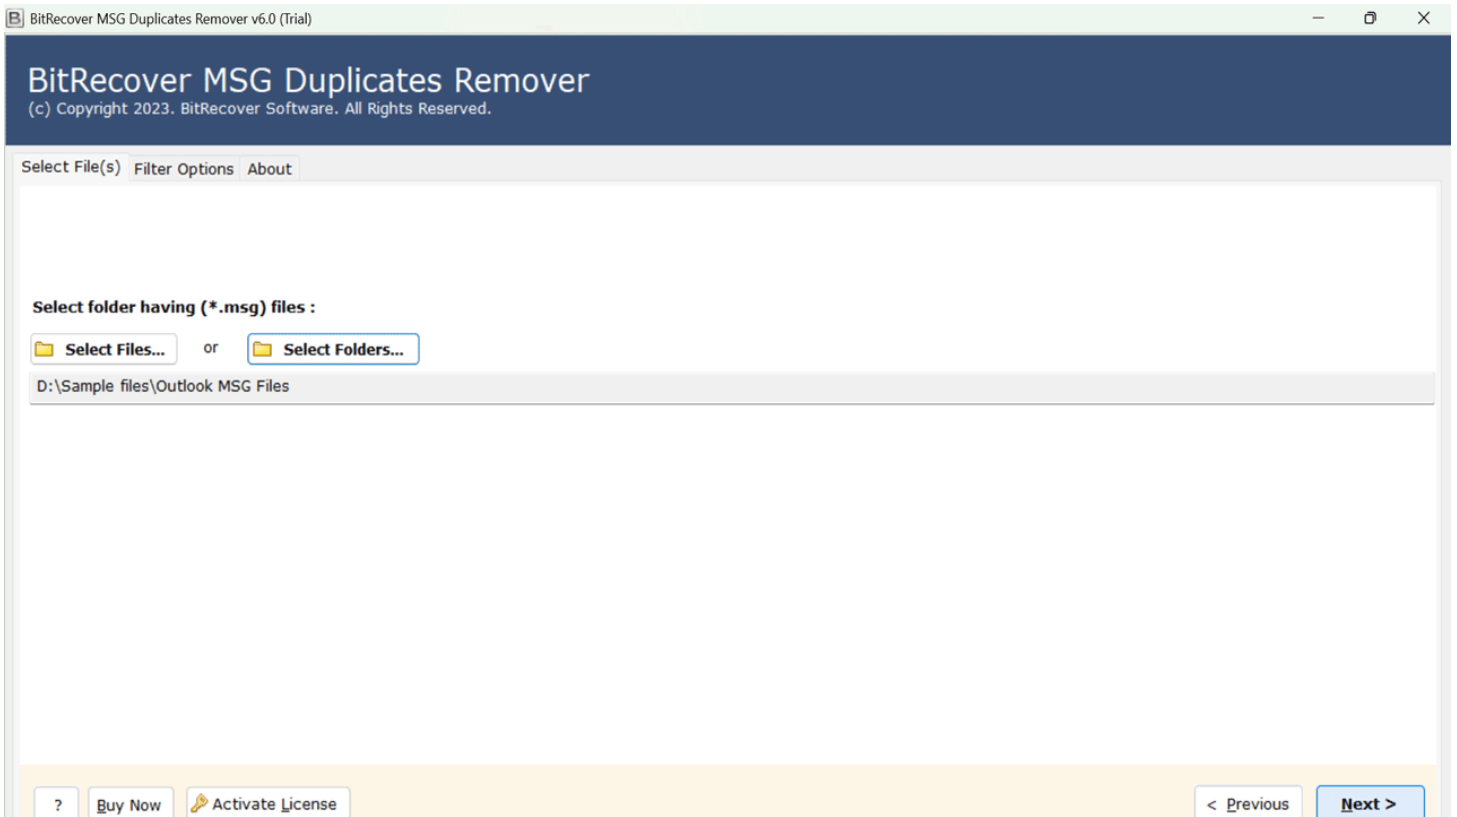 BitRecover MSG Duplicates Remover v6.0 (Trial)
BitRecover MSG Duplicates Remover
(c) Copyright 2023. BitRecover Software. All Rights Reserved.
Select File(s) Filter Options About
Select folder having (*.msg) files :
Select Files... or Select Folders...
D:\Sample files\Outlook MSG Files
? Buy Now Activate License < Previous Next >